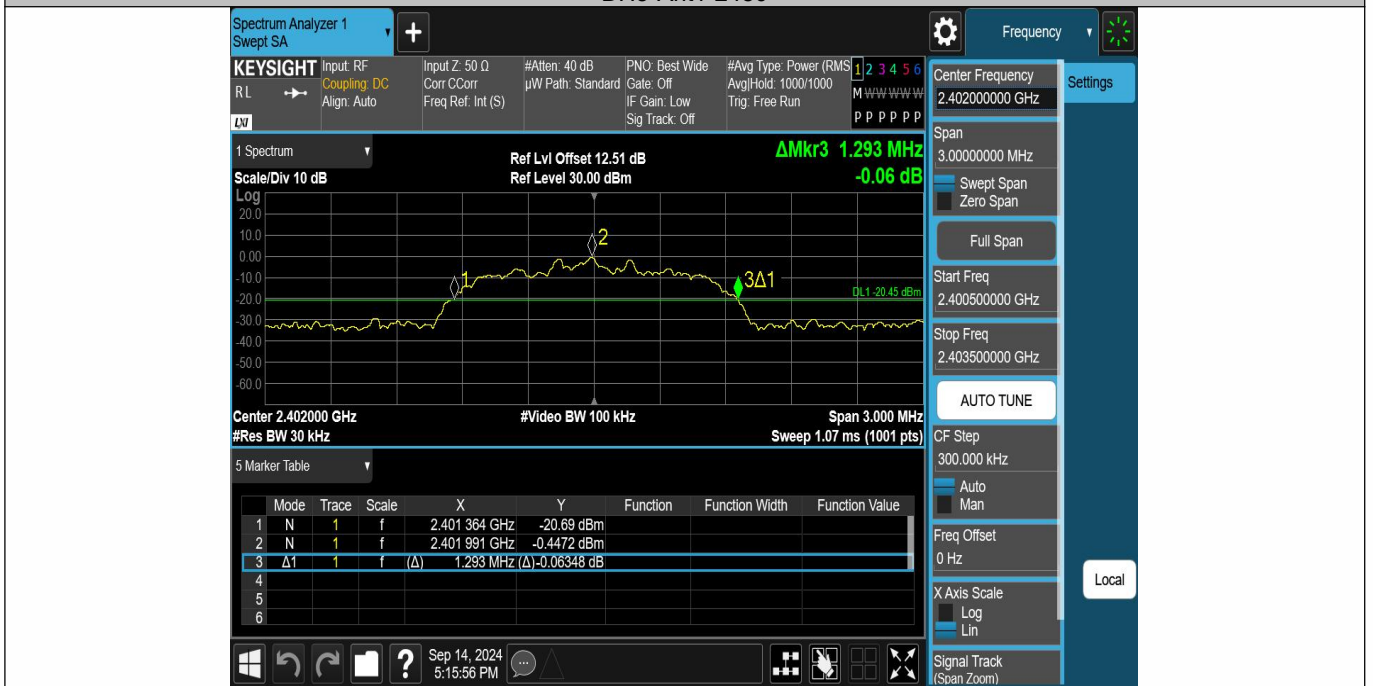 Spectrum Analyzer 1
Swept SA
Frequency
KEYSIGHT
RL
LXI
Input: RF
Coupling: DC
Align: Auto
Input Z: 50 Ω
Corr CCorr
Freq Ref: Int (S)
#Atten: 40 dB
µW Path: Standard
PNO: Best Wide
Gate: Off
IF Gain: Low
Sig Track: Off
#Avg Type: Power (RMS
Avg|Hold: 1000/1000
Trig: Free Run
1 2 3 4 5 6
M W W W W W
P P P P P P
1 Spectrum
Scale/Div 10 dB
Ref Lvl Offset 12.51 dB
Ref Level 30.00 dBm
ΔMkr3 1.293 MHz
-0.06 dB
Log
20.0
10.0
0.00
-10.0
-20.0
-30.0
-40.0
-50.0
-60.0
1
2
3Δ1
DL1 -20.45 dBm
Center 2.402000 GHz
#Video BW 100 kHz
Span 3.000 MHz
#Res BW 30 kHz
Sweep 1.07 ms (1001 pts)
5 Marker Table
Mode Trace Scale X Y Function Function Width Function Value
1 N 1 f 2.401 364 GHz -20.69 dBm
2 N 1 f 2.401 991 GHz -0.4472 dBm
3 Δ1 1 f (Δ) 1.293 MHz (Δ)-0.06348 dB
4
5
6
Sep 14, 2024
5:15:56 PM
Center Frequency
2.402000000 GHz
Span
3.00000000 MHz
Swept Span
Zero Span
Full Span
Start Freq
2.400500000 GHz
Stop Freq
2.403500000 GHz
AUTO TUNE
CF Step
300.000 kHz
Auto
Man
Freq Offset
0 Hz
X Axis Scale
Log
Lin
Signal Track
(Span Zoom)
Settings
Local